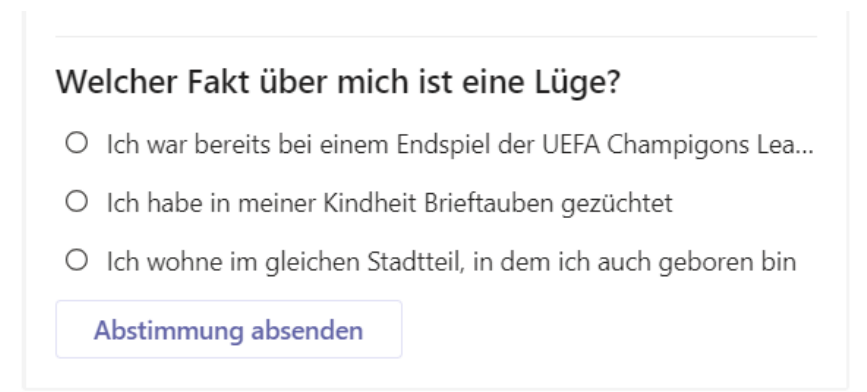 Welcher Fakt über mich ist eine Lüge?
Ich war bereits bei einem Endspiel der UEFA Champigons Lea...
Ich habe in meiner Kindheit Brieftauben gezüchtet
Ich wohne im gleichen Stadtteil, in dem ich auch geboren bin
Abstimmung absenden